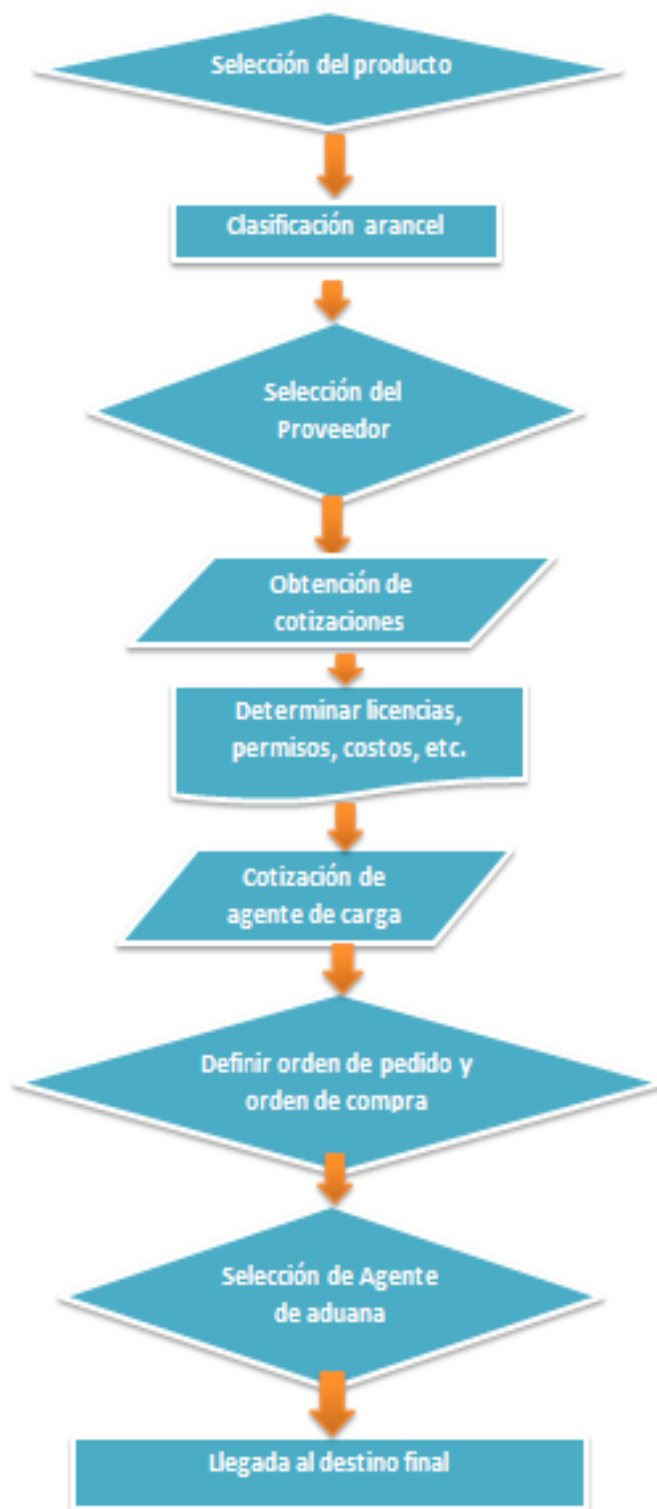 Selección del producto
Clasificación arancel
Selección del
Proveedor
Obtención de
cotizaciones
Determinar licencias,
permisos, costos, etc.
Cotización de
agente de carga
Definir orden de pedido y
orden de compra
Selección de Agente
de aduana
Llegada al destino final